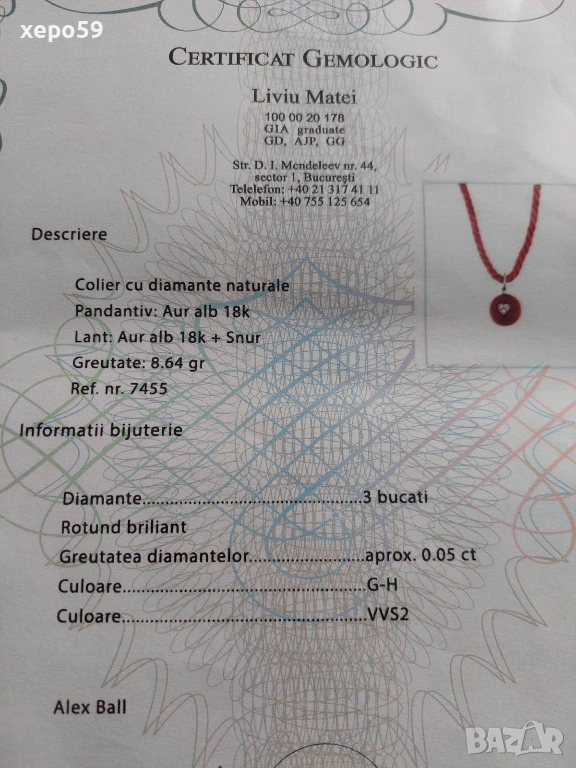 xepo59
CERTIFICAT GEMOLOGIC
Liviu Matei
100 00 20 178
GIA graduate
GD, AJP, GG
Str. D. I. Mendeleev nr. 44,
sector 1, București
Telelefon: +40 21 317 41 11
Mobil: +40 755 125 654
Descriere
Colier cu diamante naturale
Pandantiv: Aur alb 18k
Lant: Aur alb 18k + Snur
Greutate: 8.64 gr
Ref. nr. 7455
Informatii bijuterie
Diamante..................................................3 bucati
Rotund briliant
Greutatea diamantelor..........................aprox. 0.05 ct
Culoare.......................................................G-H
Culoare.......................................................VVS2
Alex Ball
BAZAR